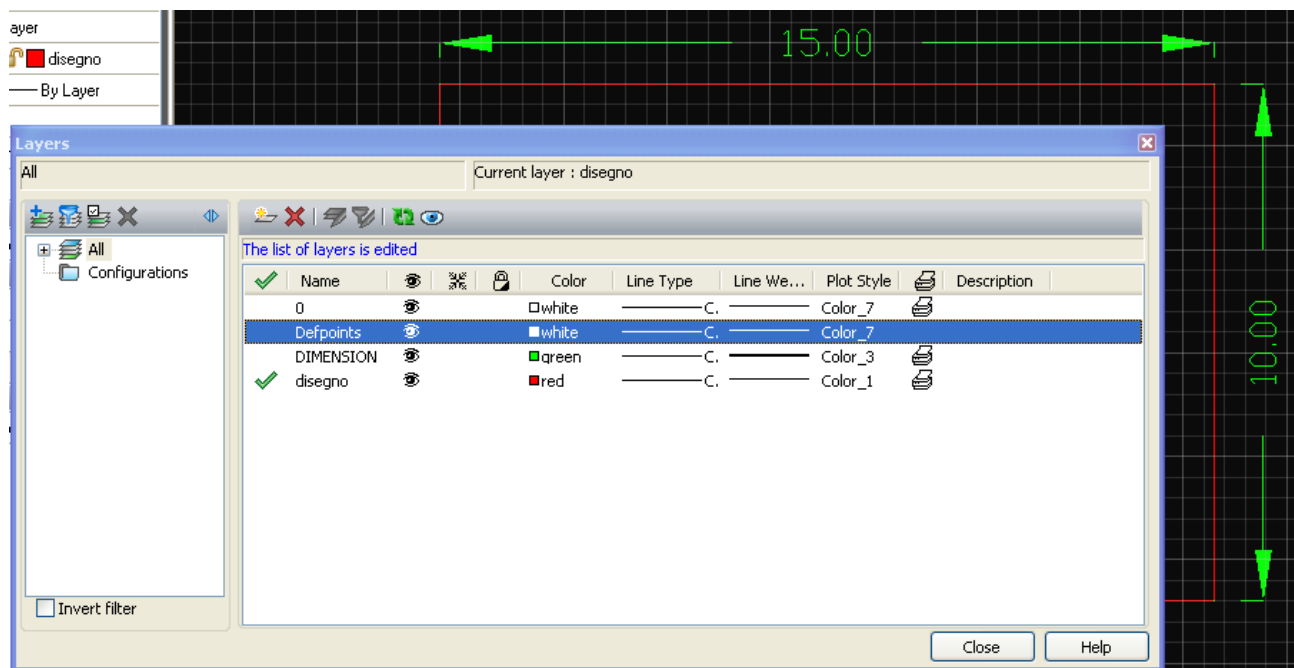 ayer
15.00
disegno
By Layer
Layers
All
Current layer : disegno
All
Configurations
The list of layers is edited
Name Color Line Type Line We... Plot Style Description
0 white C. Color_7
Defpoints white C. Color_7
DIMENSION green C. Color_3
disegno red C. Color_1
10.00
Invert filter
Close Help